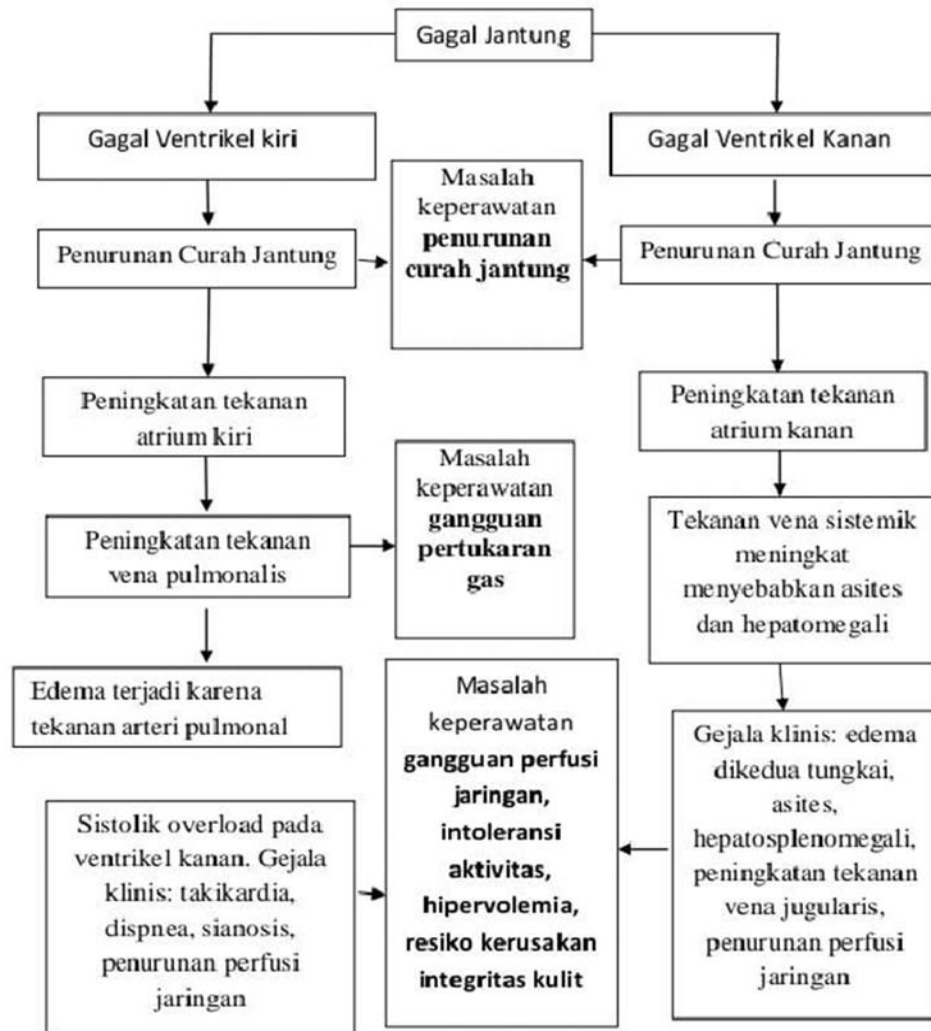 Gagal Jantung
Gagal Ventrikel kiri
Gagal Ventrikel Kanan
Masalah
keperawatan
penurunan
curah jantung
Penurunan Curah Jantung
Penurunan Curah Jantung
Peningkatan tekanan
atrium kiri
Peningkatan tekanan
atrium kanan
Masalah
keperawatan
gangguan
pertukaran
gas
Peningkatan tekanan
vena pulmonalis
Tekanan vena sistemik
meningkat
menyebabkan asites
dan hepatomegali
Edema terjadi karena
tekanan arteri pulmonal
Masalah
keperawatan
gangguan perfusi
jaringan,
intoleransi
aktivitas,
hipervolemia,
resiko kerusakan
integritas kulit
Gejala klinis: edema
dikedua tungkai,
asites,
hepatosplenomegali,
peningkatan tekanan
vena jugularis,
penurunan perfusi
jaringan
Sistolik overload pada
ventrikel kanan. Gejala
klinis: takikardia,
dispnea, sianosis,
penurunan perfusi
jaringan